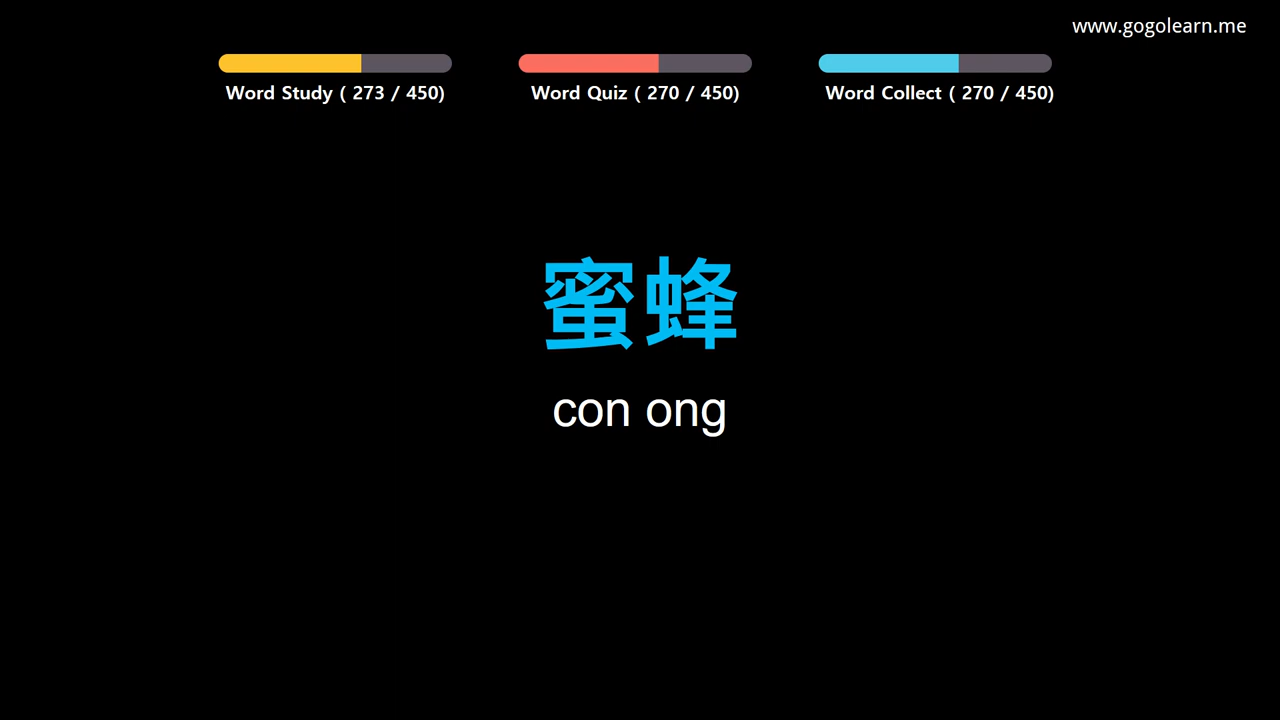 www.gogolearn.me
Word Study ( 273 / 450)
Word Quiz ( 270 / 450)
Word Collect ( 270 / 450)
蜜蜂
con ong